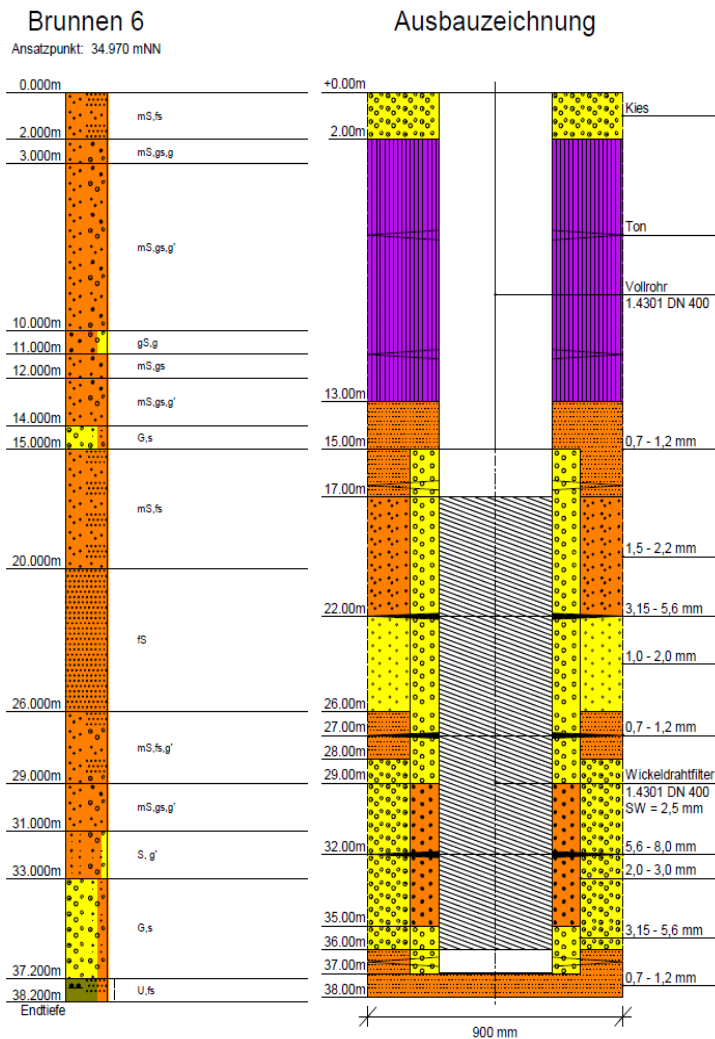 Brunnen 6
Ansatzpunkt: 34.970 mNN
0.000m
mS,fs
2.000m
mS,gs,g
3.000m
mS,gs,g'
10.000m
gS,g
11.000m
mS,gs
12.000m
mS,gs,g'
14.000m
G,s
15.000m
mS,fs
20.000m
fS
26.000m
mS,fs,g'
29.000m
mS,gs,g'
31.000m
S, g'
33.000m
G,s
37.200m
U,fs
38.200m
Endtiefe
Ausbauzeichnung
+0.00m
Kies
2.00m
Ton
Vollrohr
1.4301 DN 400
13.00m
15.00m
0,7 - 1,2 mm
17.00m
1,5 - 2,2 mm
22.00m
3,15 - 5,6 mm
1,0 - 2,0 mm
26.00m
27.00m
0,7 - 1,2 mm
28.00m
29.00m
Wickeldrahtfilter
1.4301 DN 400
SW = 2,5 mm
32.00m
5,6 - 8,0 mm
2,0 - 3,0 mm
35.00m
3,15 - 5,6 mm
36.00m
37.00m
0,7 - 1,2 mm
38.00m
900 mm